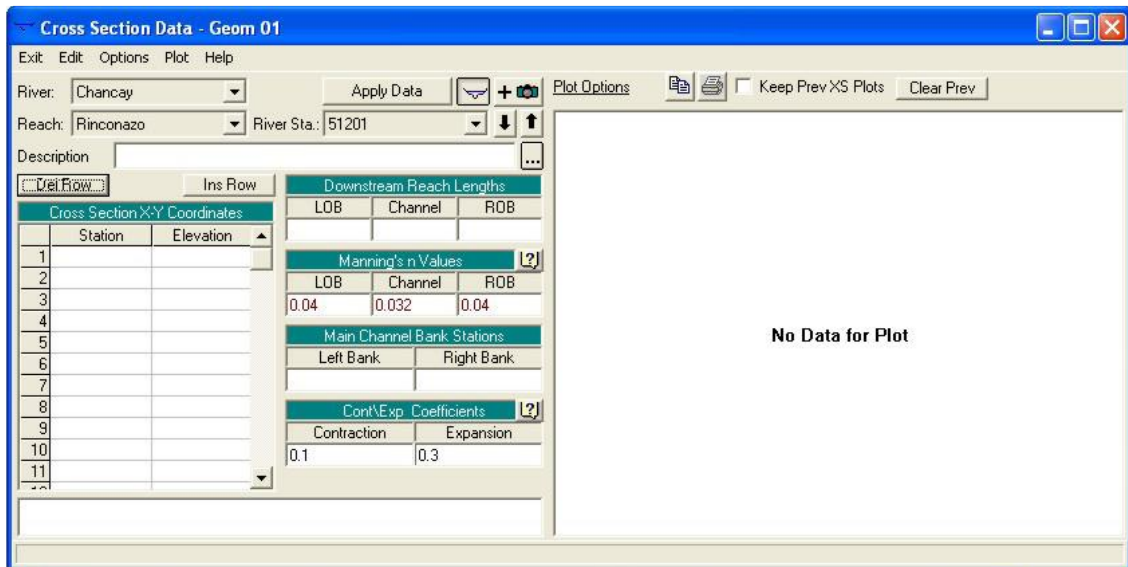 Cross Section Data - Geom 01
Exit Edit Options Plot Help
River: Chancay Apply Data Plot Options Keep Prev XS Plots Clear Prev
Reach: Rinconazo River Sta.: 51201
Description ...
Del Row Ins Row Downstream Reach Lengths
Cross Section X-Y Coordinates LOB Channel ROB
Station Elevation
1 Manning's n Values
2 LOB Channel ROB
3 0.04 0.032 0.04
4
5 Main Channel Bank Stations No Data for Plot
6 Left Bank Right Bank
7
8 Cont\Exp Coefficients
9 Contraction Expansion
10 0.1 0.3
11